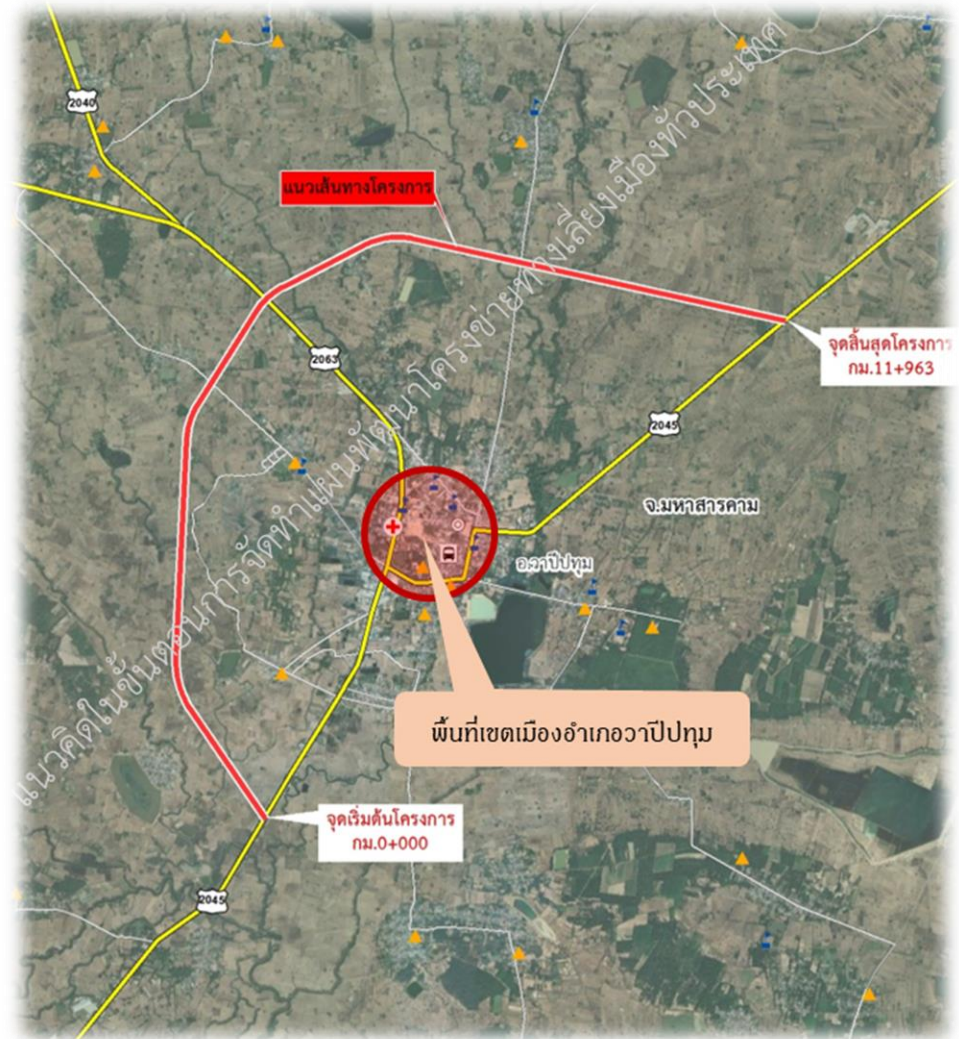 2040
แนวเส้นทางโครงการ
2063
จุดสิ้นสุดโครงการ
กม.11+963
2045
จ.มหาสารคาม
อ.วาปีปทุม
พื้นที่เขตเมืองอำเภอวาปีปทุม
จุดเริ่มต้นโครงการ
กม.0+000
2045
แนวคิดในขั้นตอนการจัดทำแผนพัฒนาโครงข่ายทางเลี่ยงเมืองทั่วประเทศ